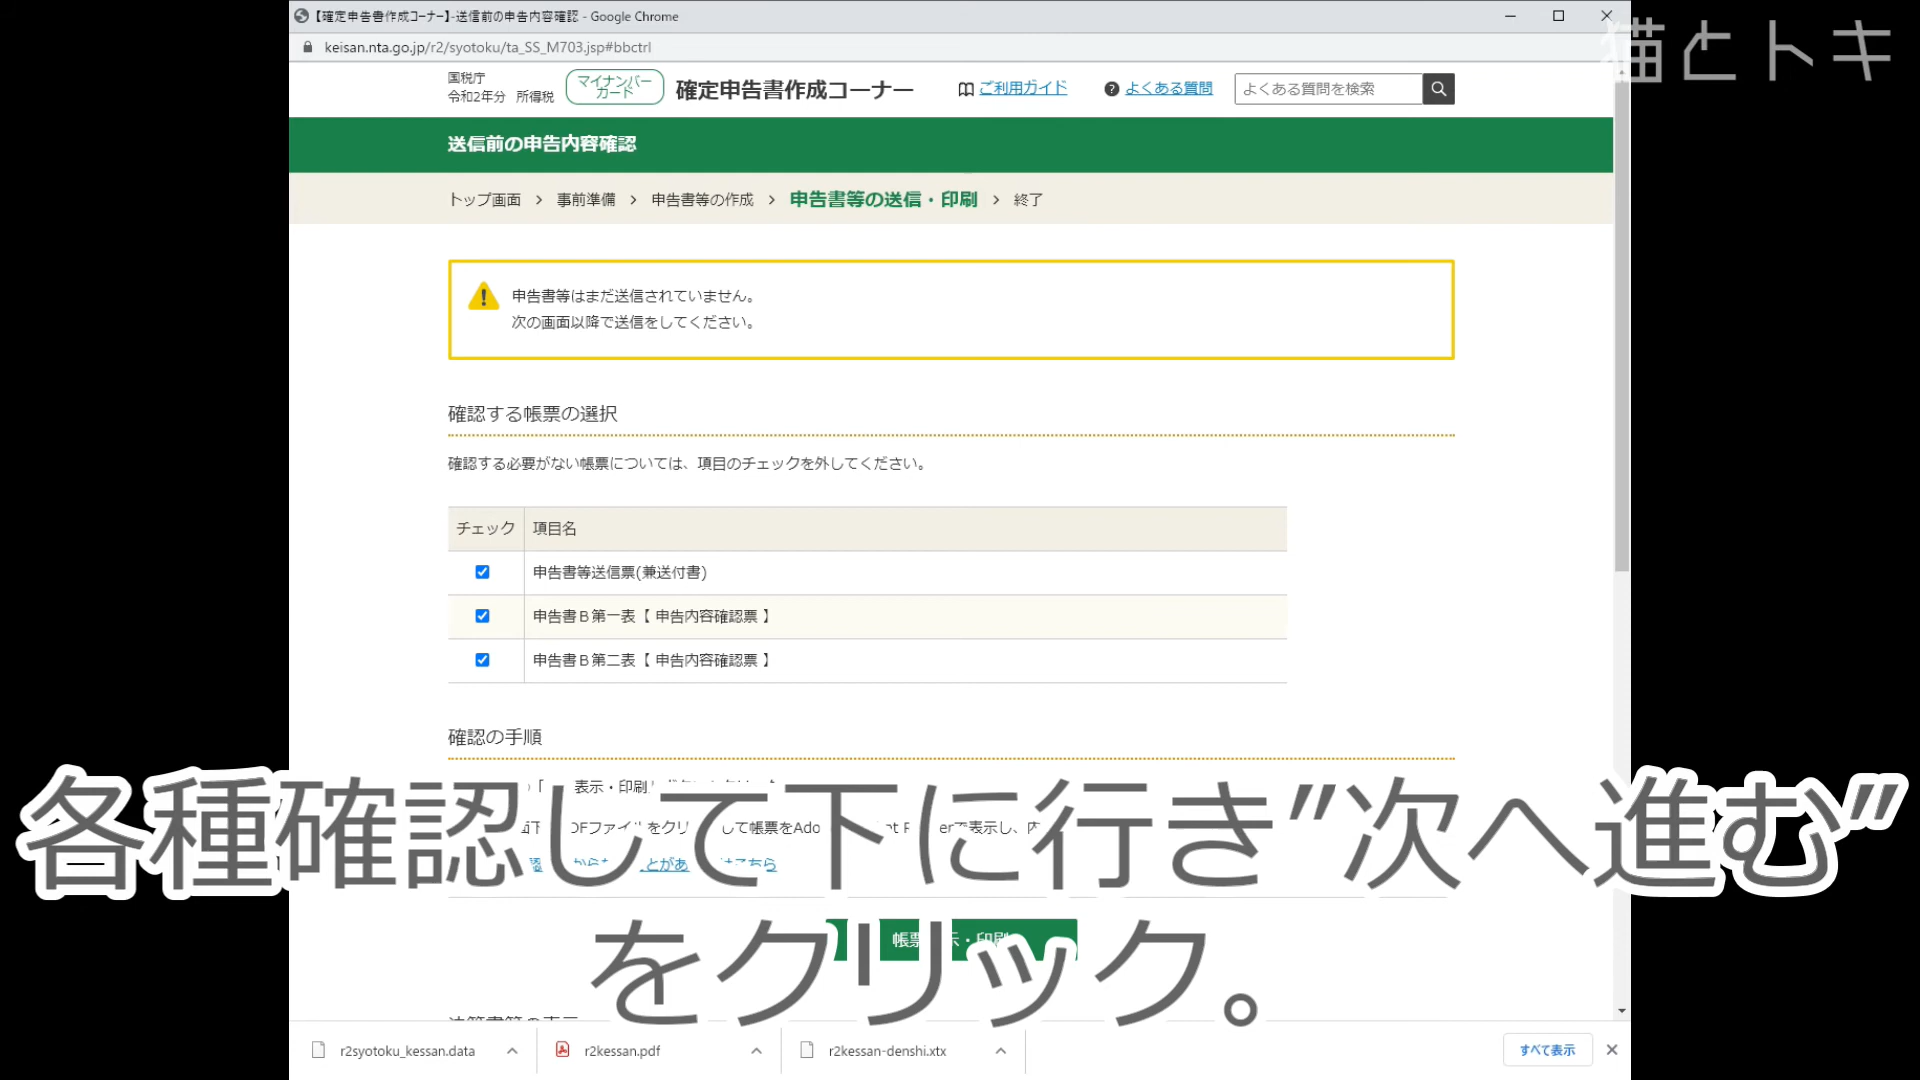 【確定申告書作成コーナー】-送信前の申告内容確認 - Google Chrome
keisan.nta.go.jp/r2/syotoku/ta_SS_M703.jsp#bbctrl
猫とトキ
国税庁
令和2年分 所得税
マイナンバー
カード
確定申告書作成コーナー
ご利用ガイド
よくある質問
よくある質問を検索
送信前の申告内容確認
トップ画面 > 事前準備 > 申告書等の作成 > 申告書等の送信・印刷 > 終了
申告書等はまだ送信されていません。
次の画面以降で送信をしてください。
確認する帳票の選択
確認する必要がない帳票については、項目のチェックを外してください。
チェック 項目名
申告書等送信票(兼送付書)
申告書B第一表【 申告内容確認票 】
申告書B第二表【 申告内容確認票 】
確認の手順
表示・印刷
各種確認して下に行き”次へ進む”
をクリック。
r2syotoku_kessan.data
r2kessan.pdf
r2kessan-denshi.xtx
すべて表示